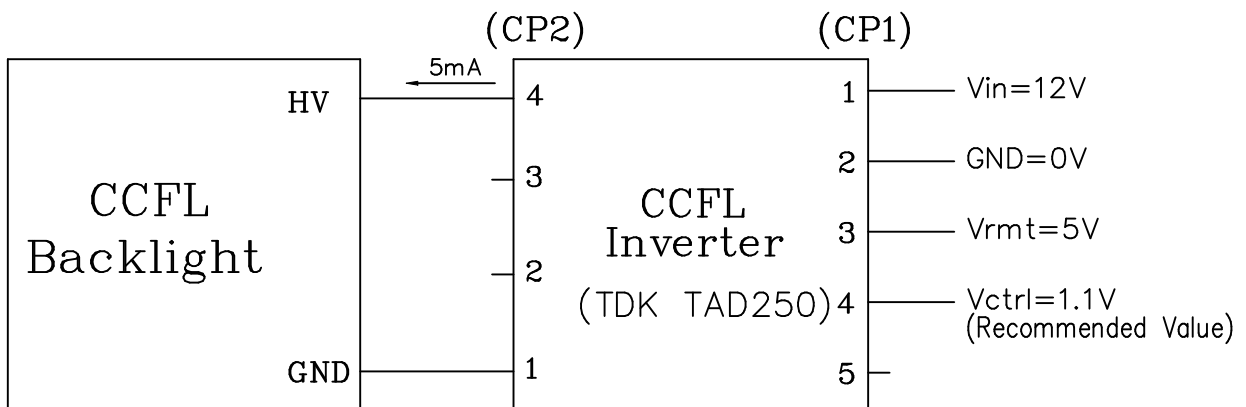 (CP2)
(CP1)
5mA
HV
4
1
Vin=12V
3
2
GND=0V
CCFL
Backlight
CCFL
Inverter
(TDK TAD250)
3
Vrmt=5V
2
4
Vctrl=1.1V
(Recommended Value)
GND
1
5